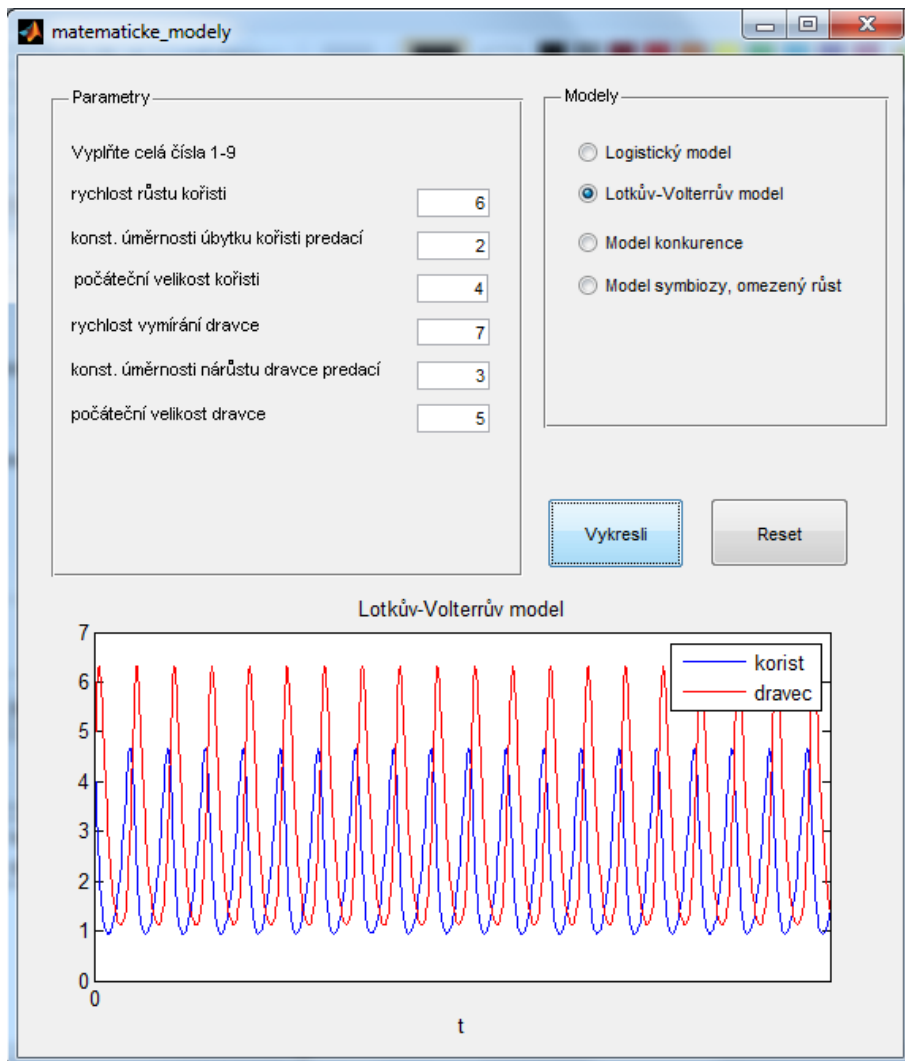 matematicke_modely
Parametry
Vyplňte celá čísla 1-9
rychlost růstu kořisti 6
konst. úměrnosti úbytku kořisti predací 2
počáteční velikost kořisti 4
rychlost vymírání dravce 7
konst. úměrnosti nárůstu dravce predací 3
počáteční velikost dravce 5
Modely
Logistický model
Lotkův-Volterrův model
Model konkurence
Model symbiozy, omezený růst
Vykresli
Reset
Lotkův-Volterrův model
7
6
5
4
3
2
1
0
0
korist
dravec
t